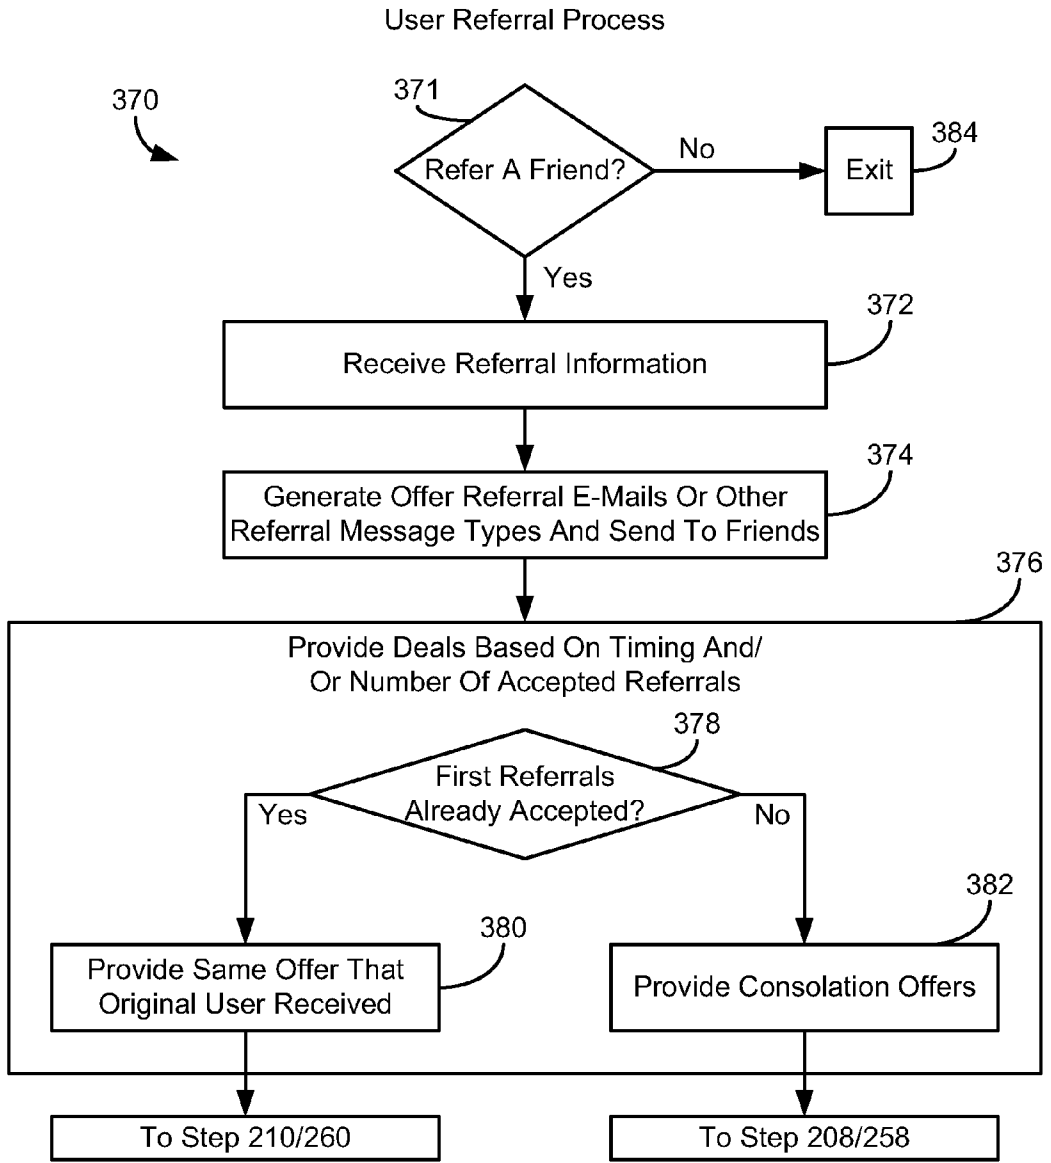 User Referral Process
370
371
Refer A Friend?
No
Exit
384
Yes
372
Receive Referral Information
374
Generate Offer Referral E-Mails Or Other
Referral Message Types And Send To Friends
376
Provide Deals Based On Timing And/
Or Number Of Accepted Referrals
378
First Referrals
Already Accepted?
Yes
No
380
382
Provide Same Offer That
Original User Received
Provide Consolation Offers
To Step 210/260
To Step 208/258